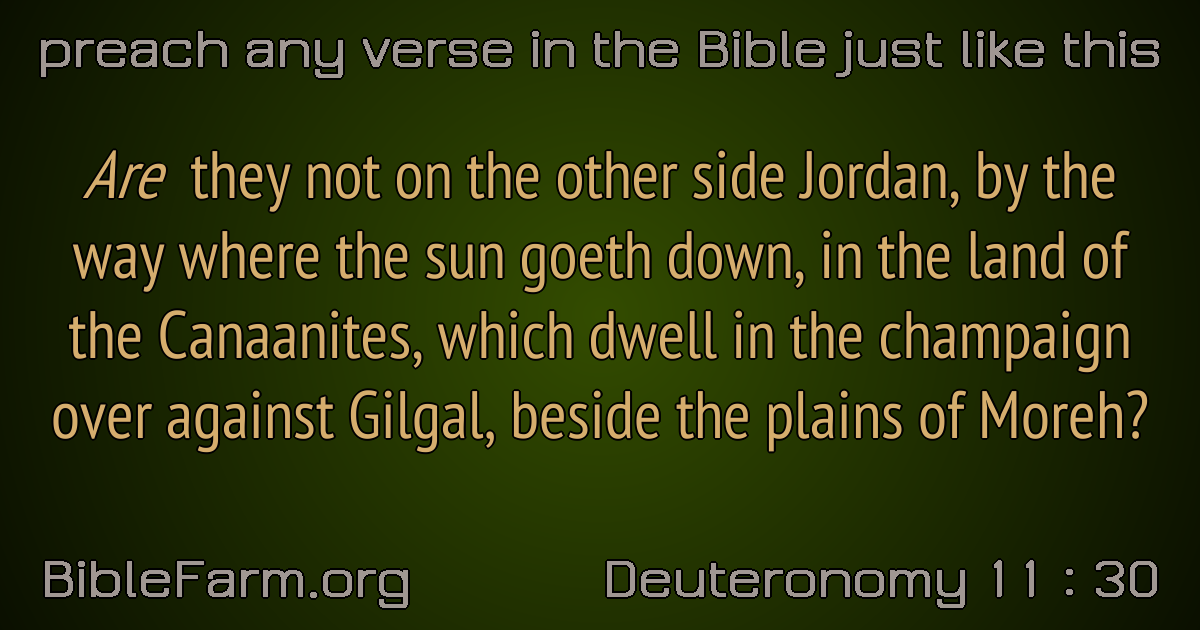 preach any verse in the Bible just like this
Are they not on the other side Jordan, by the
way where the sun goeth down, in the land of
the Canaanites, which dwell in the champaign
over against Gilgal, beside the plains of Moreh?
BibleFarm.org
Deuteronomy 11 : 30